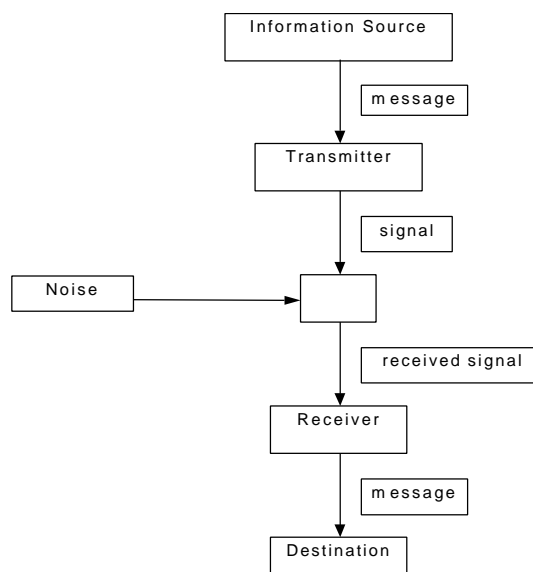 Information Source
message
Transmitter
signal
Noise
received signal
Receiver
message
Destination